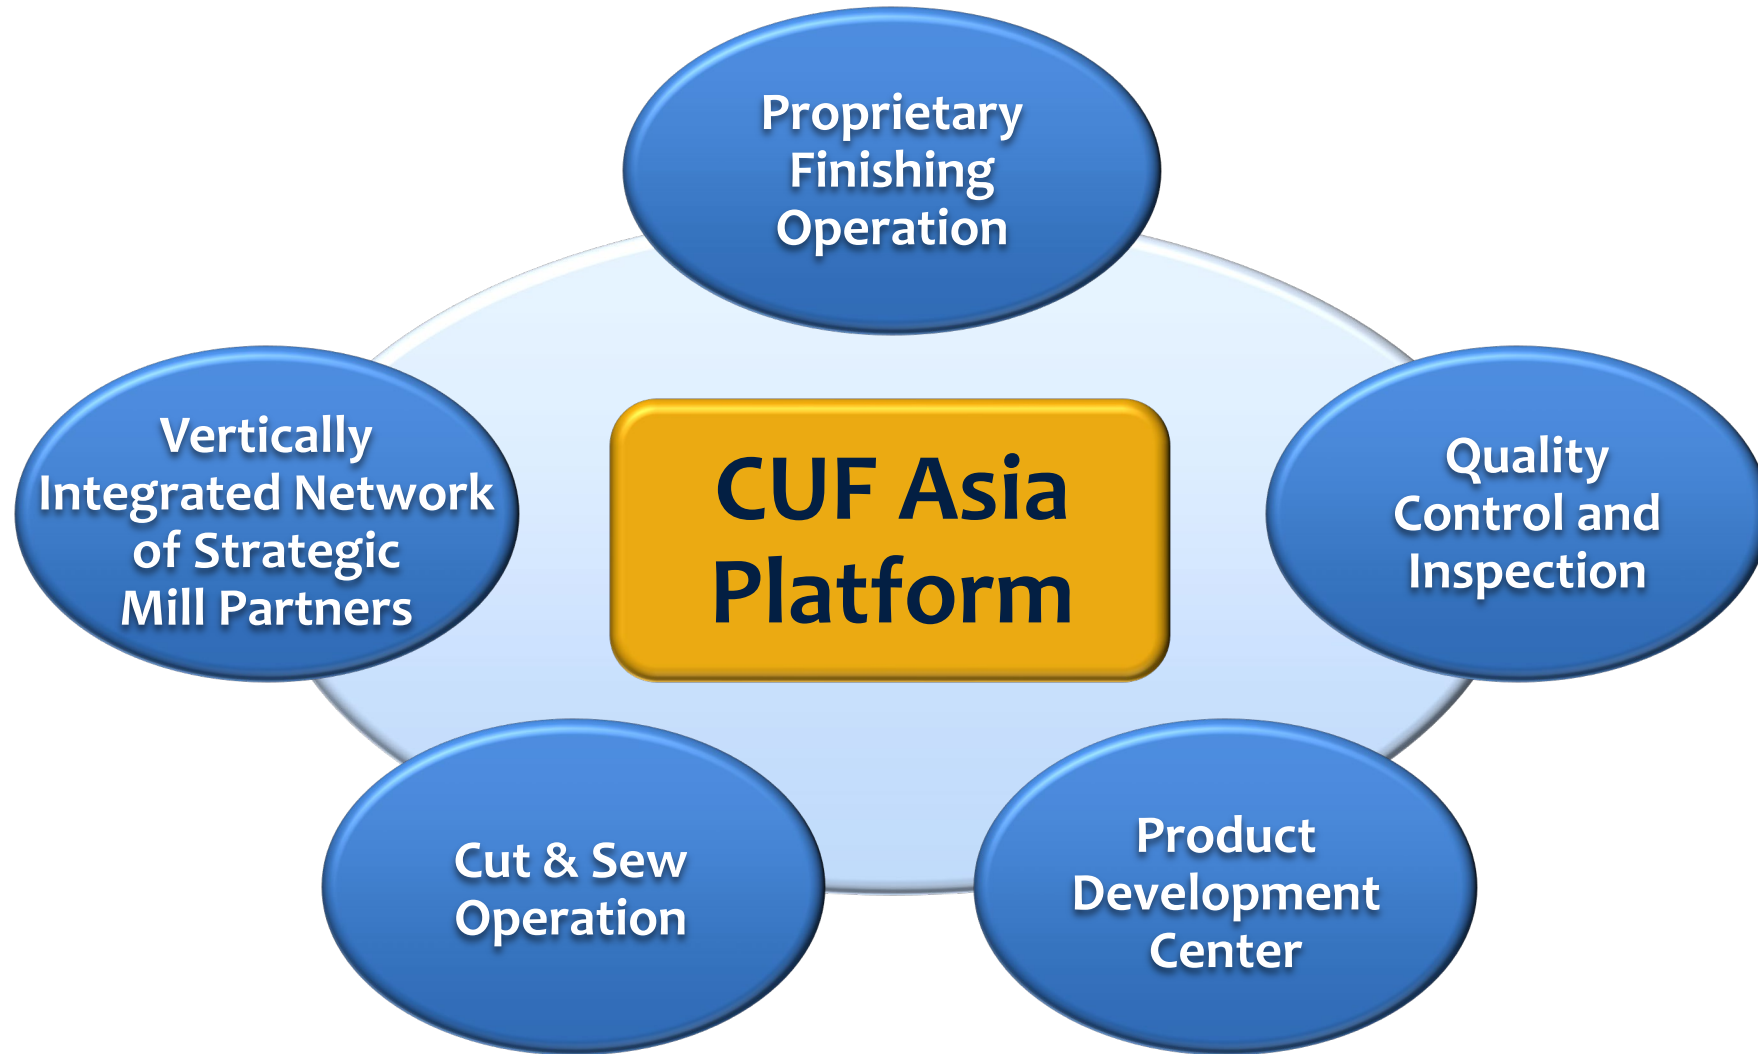 Proprietary
Finishing
Operation
Vertically
Integrated Network
of Strategic
Mill Partners
CUF Asia
Platform
Quality
Control and
Inspection
Cut & Sew
Operation
Product
Development
Center